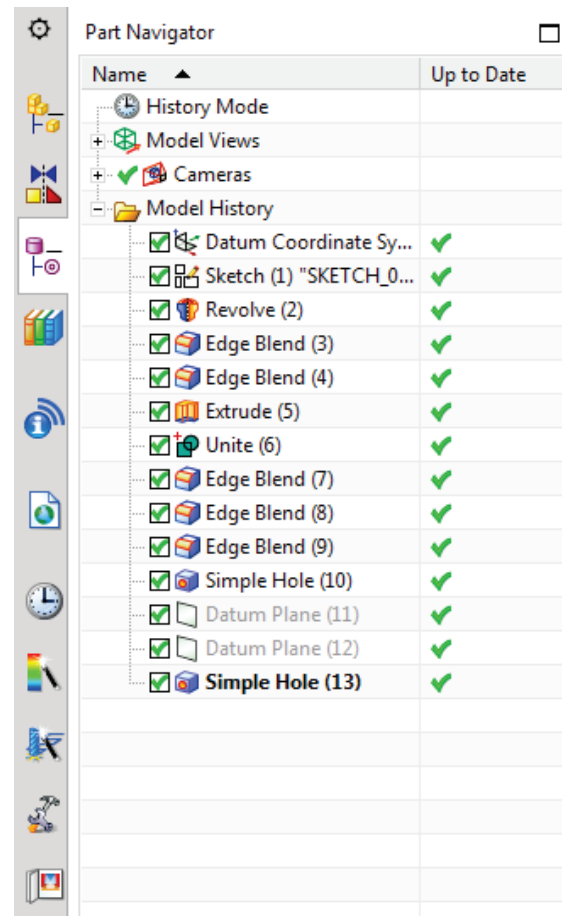 Part Navigator
Name Up to Date
History Mode
Model Views
Cameras
Model History
Datum Coordinate Sy...
Sketch (1) "SKETCH_0...
Revolve (2)
Edge Blend (3)
Edge Blend (4)
Extrude (5)
Unite (6)
Edge Blend (7)
Edge Blend (8)
Edge Blend (9)
Simple Hole (10)
Datum Plane (11)
Datum Plane (12)
Simple Hole (13)